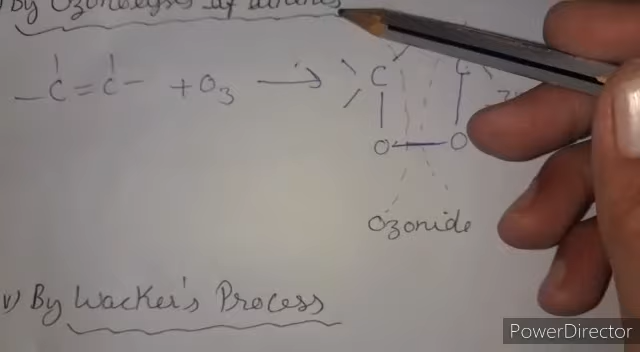 By Ozonolysis of alkenes
-C=C- + O3 → C C
O O
Ozonide
v) By Wacker's Process
PowerDirector